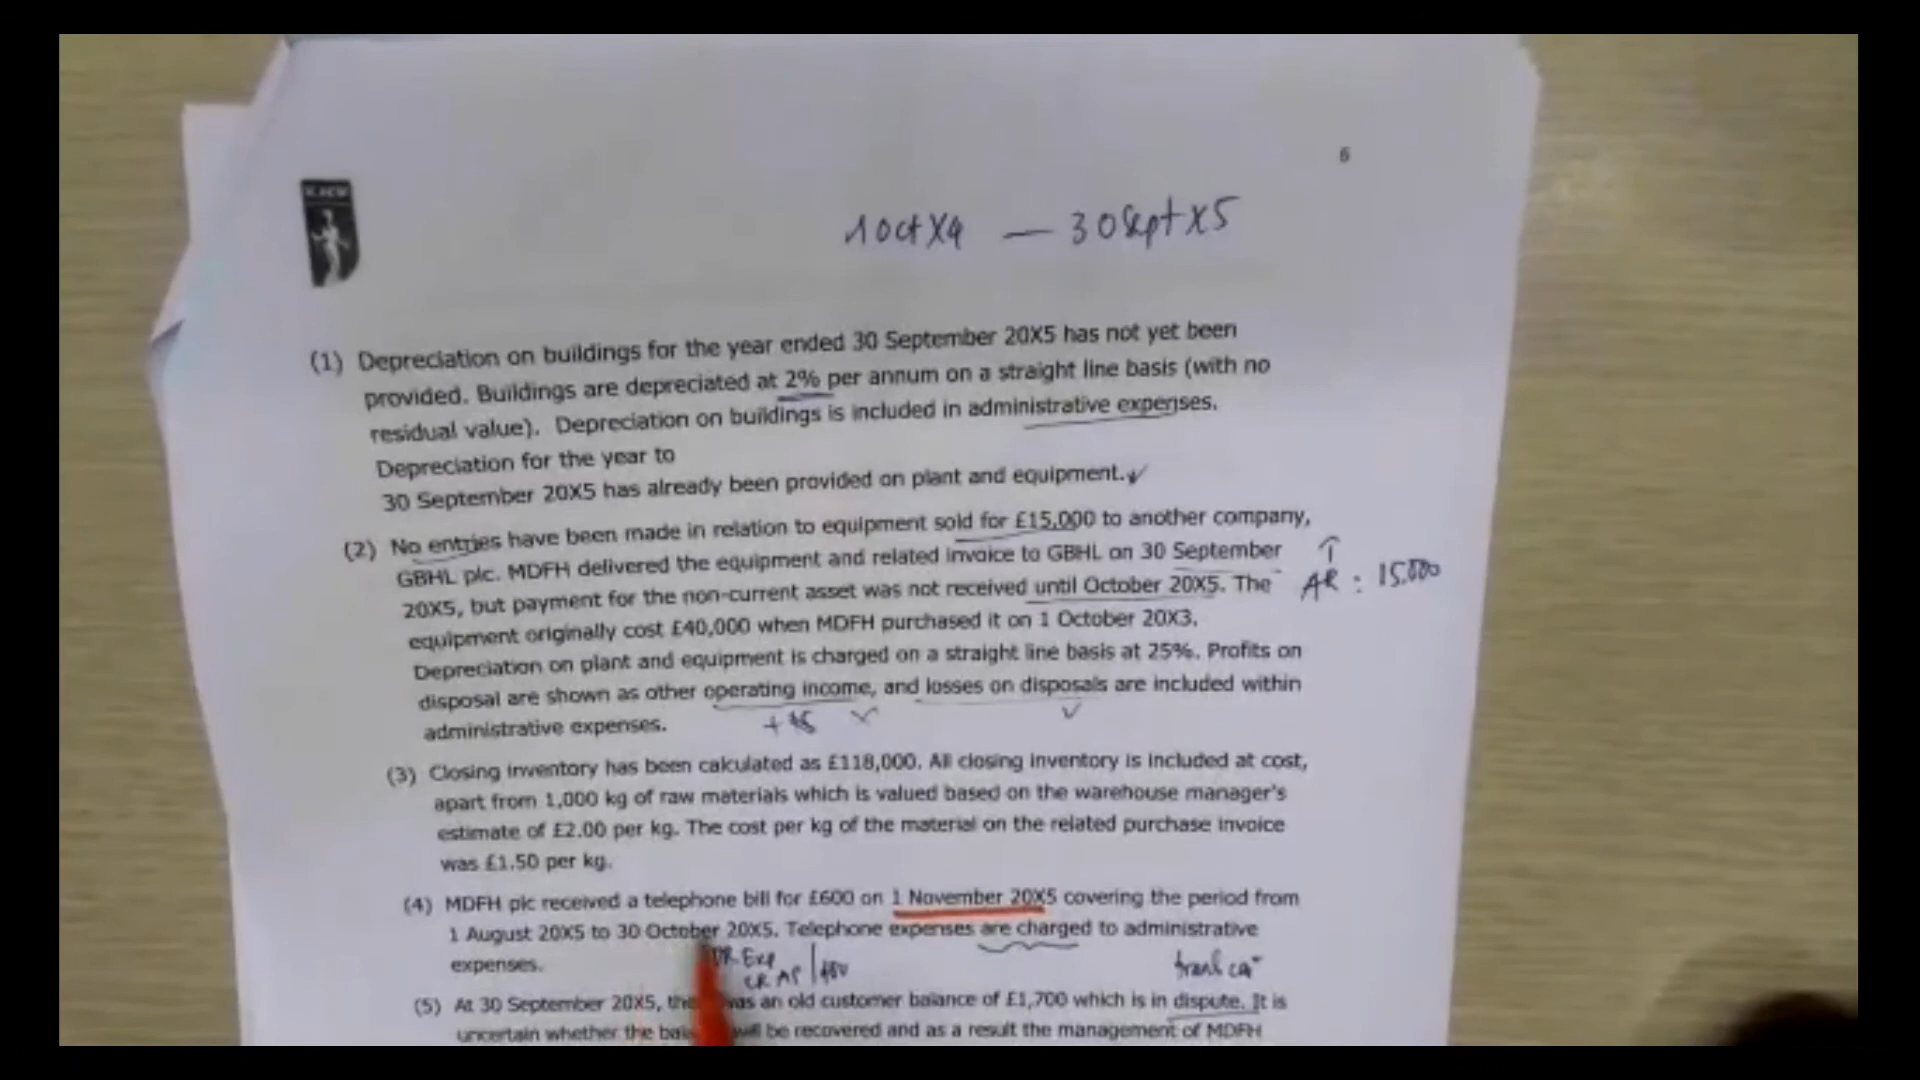 6
1 Oct X4 — 30 Sept X5
(1) Depreciation on buildings for the year ended 30 September 20X5 has not yet been
provided. Buildings are depreciated at 2% per annum on a straight line basis (with no
residual value). Depreciation on buildings is included in administrative expenses.
Depreciation for the year to
30 September 20X5 has already been provided on plant and equipment.
(2) No entries have been made in relation to equipment sold for £15,000 to another company,
GBHL plc. MDFH delivered the equipment and related invoice to GBHL on 30 September
20X5, but payment for the non-current asset was not received until October 20X5. The
AR : 15.000
equipment originally cost £40,000 when MDFH purchased it on 1 October 20X3.
Depreciation on plant and equipment is charged on a straight line basis at 25%. Profits on
disposal are shown as other operating income, and losses on disposals are included within
administrative expenses.
(3) Closing inventory has been calculated as £118,000. All closing inventory is included at cost,
apart from 1,000 kg of raw materials which is valued based on the warehouse manager's
estimate of £2.00 per kg. The cost per kg of the material on the related purchase invoice
was £1.50 per kg.
(4) MDFH plc received a telephone bill for £600 on 1 November 20X5 covering the period from
1 August 20X5 to 30 October 20X5. Telephone expenses are charged to administrative
expenses.
DR Exp
CR AP
(5) At 30 September 20X5, was an old customer balance of £1,700 which is in dispute. It is
uncertain whether the be recovered and as a result the management of MDFH